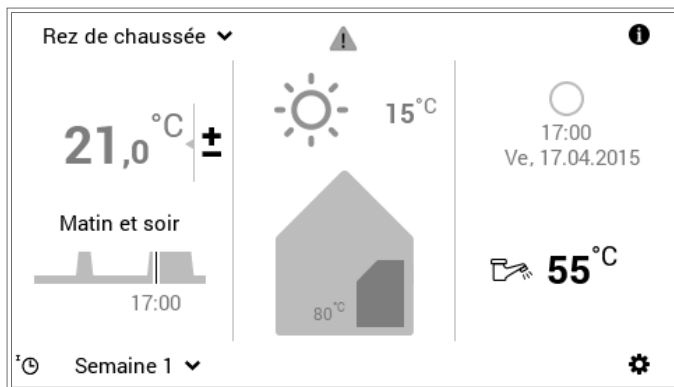 Rez de chaussée
15°C
17:00
Ve, 17.04.2015
21,0°C
±
Matin et soir
17:00
80°C
55°C
Semaine 1